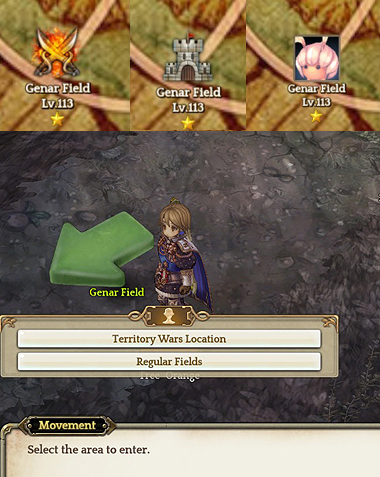 Genar Field
Lv.113
Genar Field
Lv.113
Genar Field
Lv.113
Genar Field
Territory Wars Location
Regular Fields
Orange
Movement
Select the area to enter.